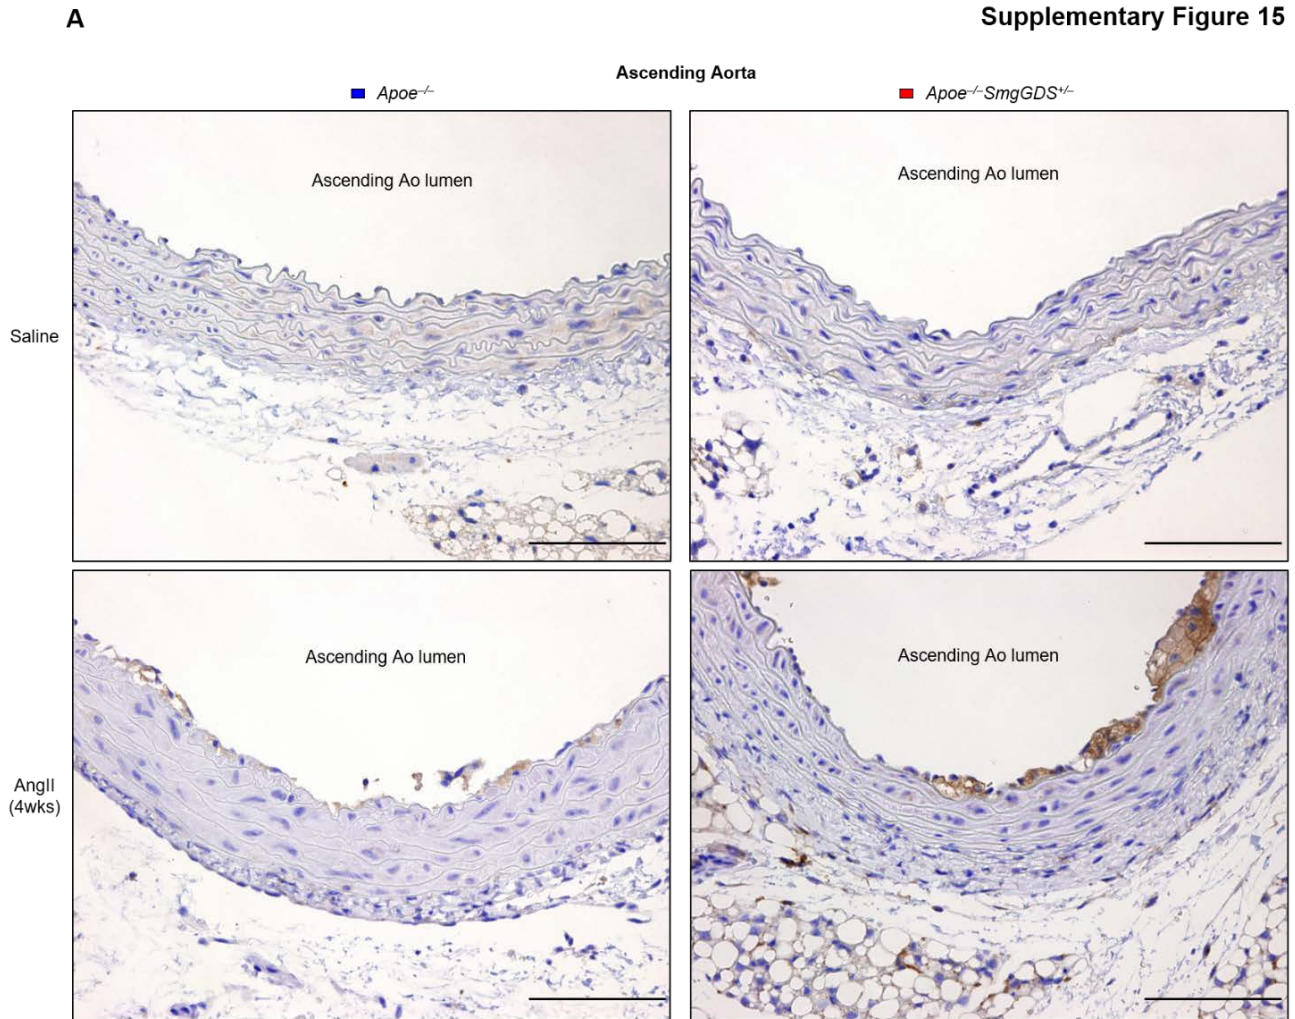 A
Supplementary Figure 15
Ascending Aorta
Apoe–/–
Apoe–/–SmgGDS+/–
Ascending Ao lumen
Ascending Ao lumen
Saline
Ascending Ao lumen
Ascending Ao lumen
AngII
(4wks)